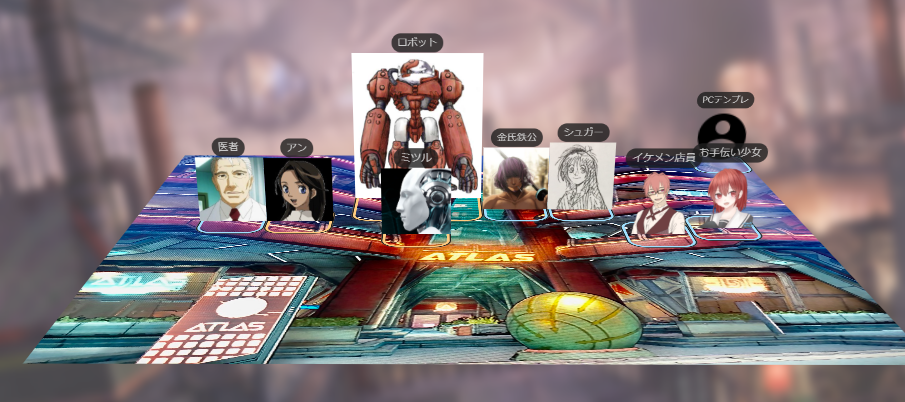 ロボット
PCテンプレ
医者
アン
ミツル
金氏鉄公
シュガー
イケメン店員
お手伝い少女
ATLAS
ATLAS